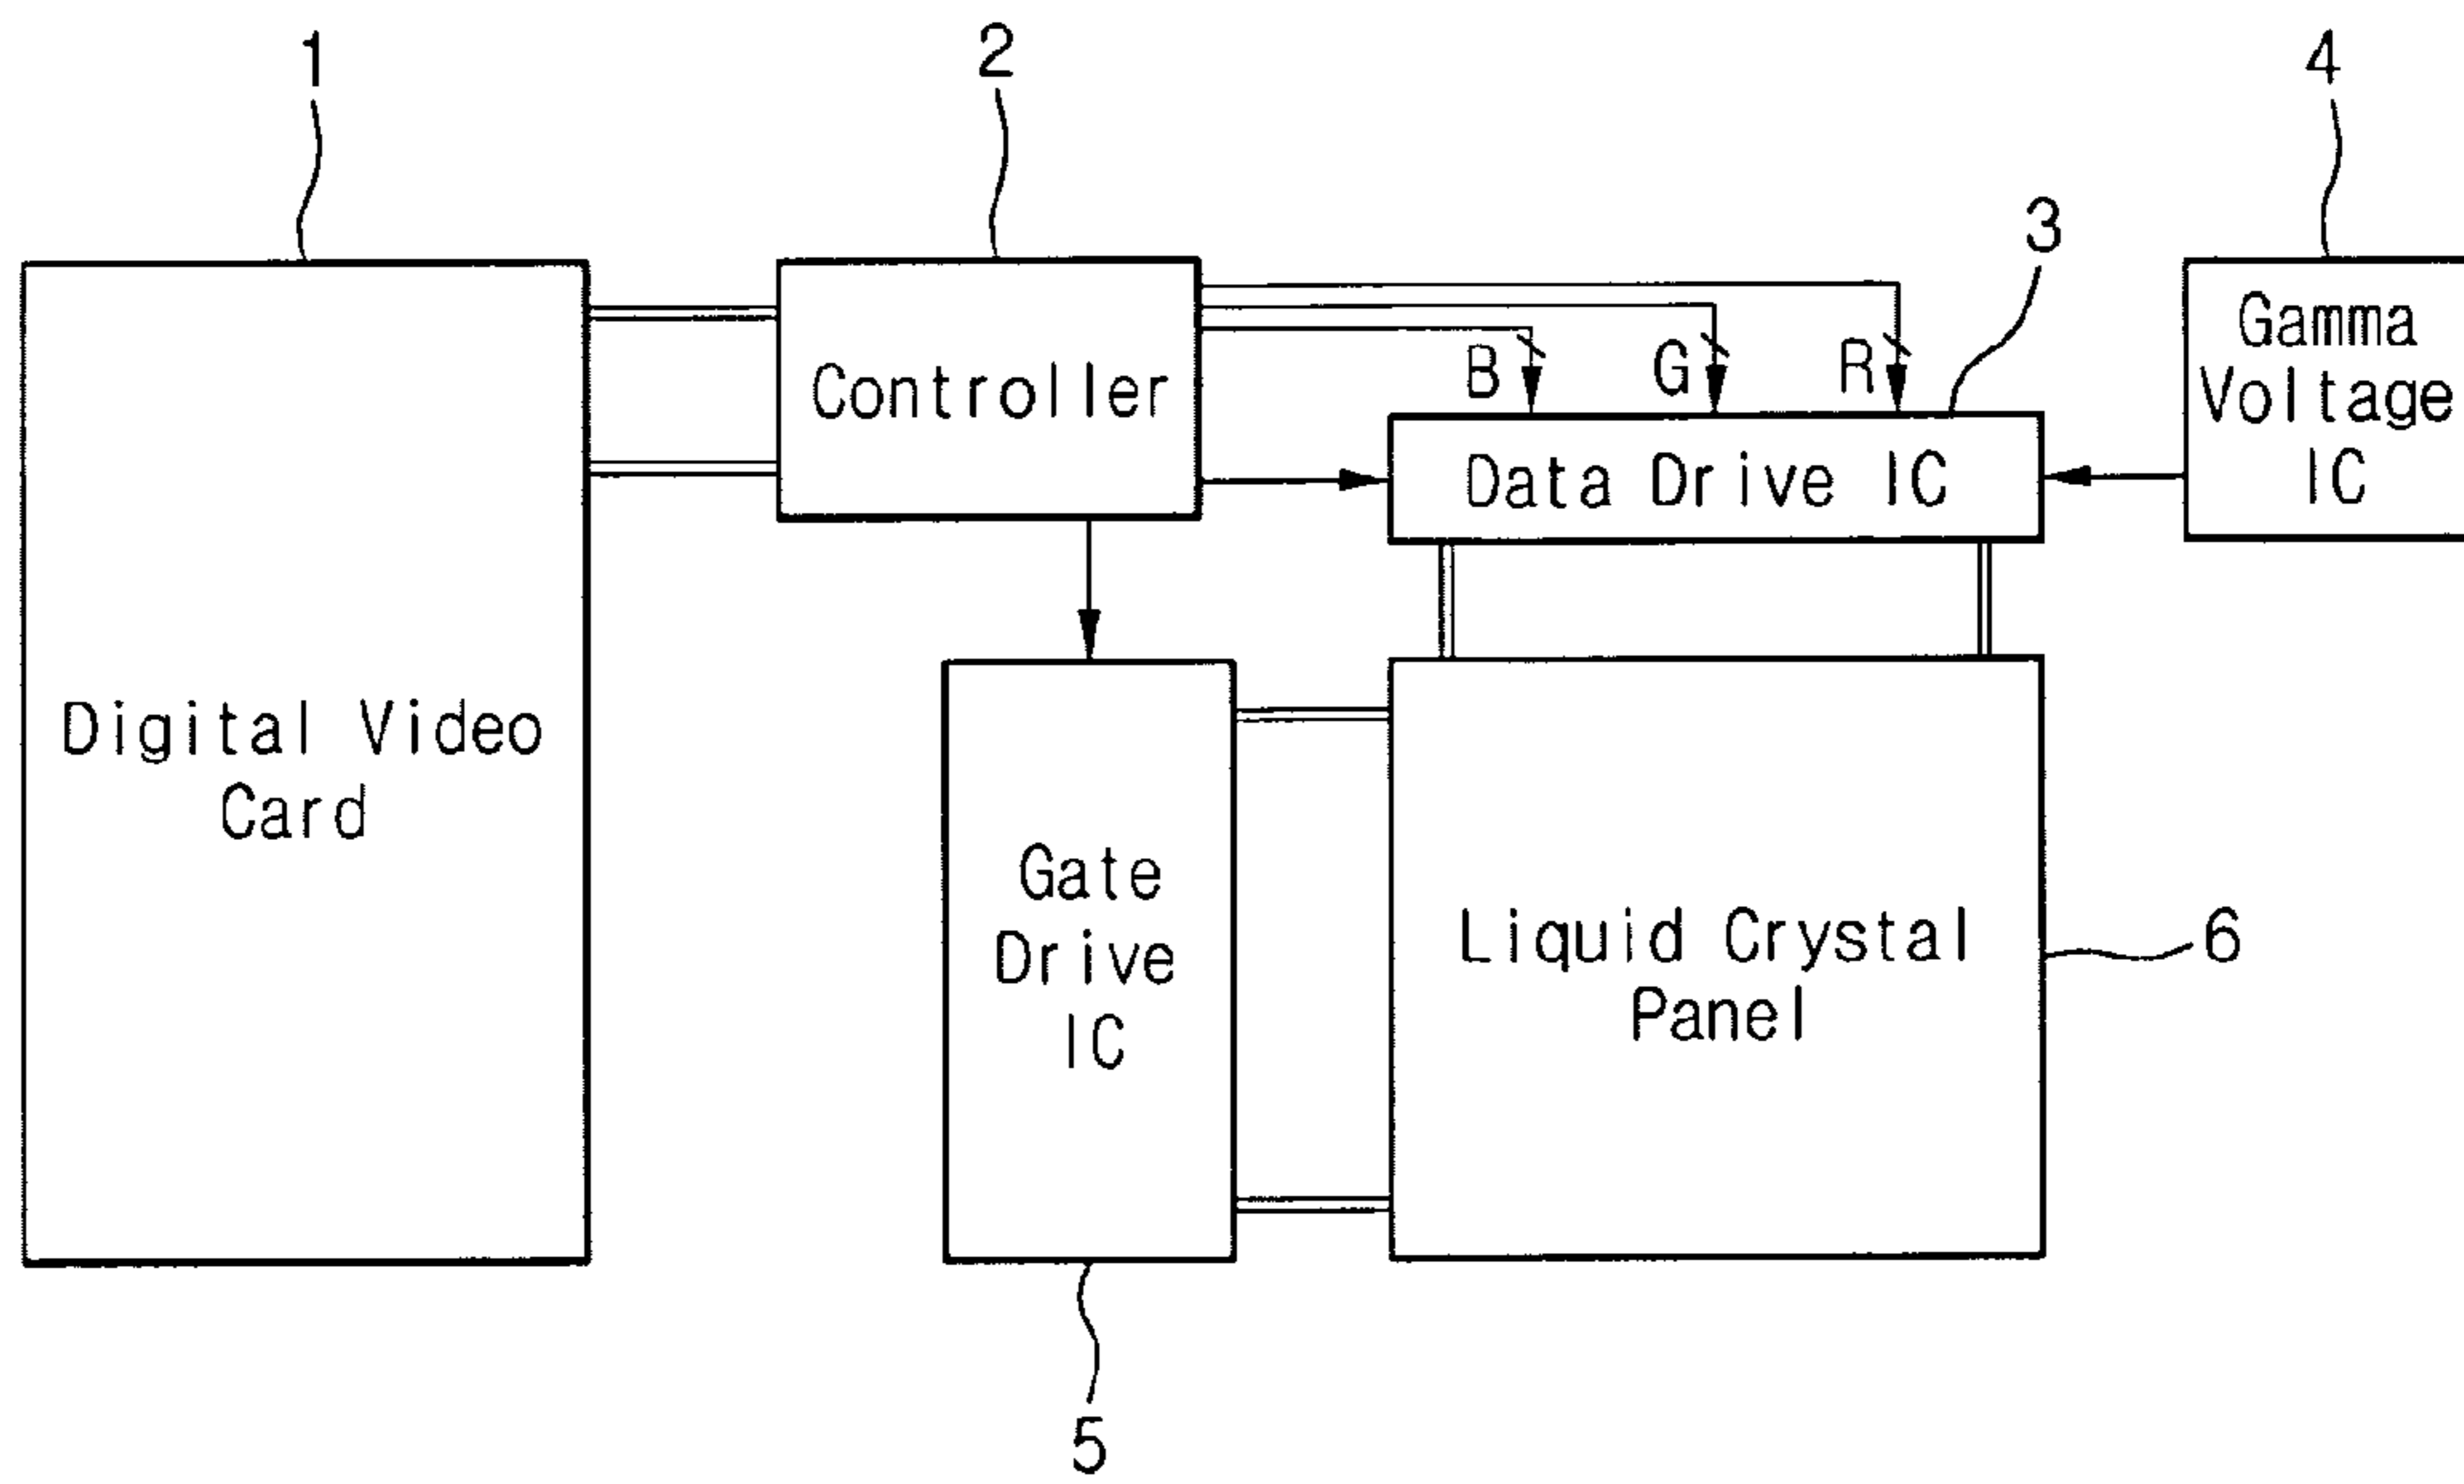 1
2
4
3
Gamma
Voltage
IC
B
G
R
Controller
Data Drive IC
Digital Video
Card
Gate
Drive
IC
Liquid Crystal
Panel
6
5